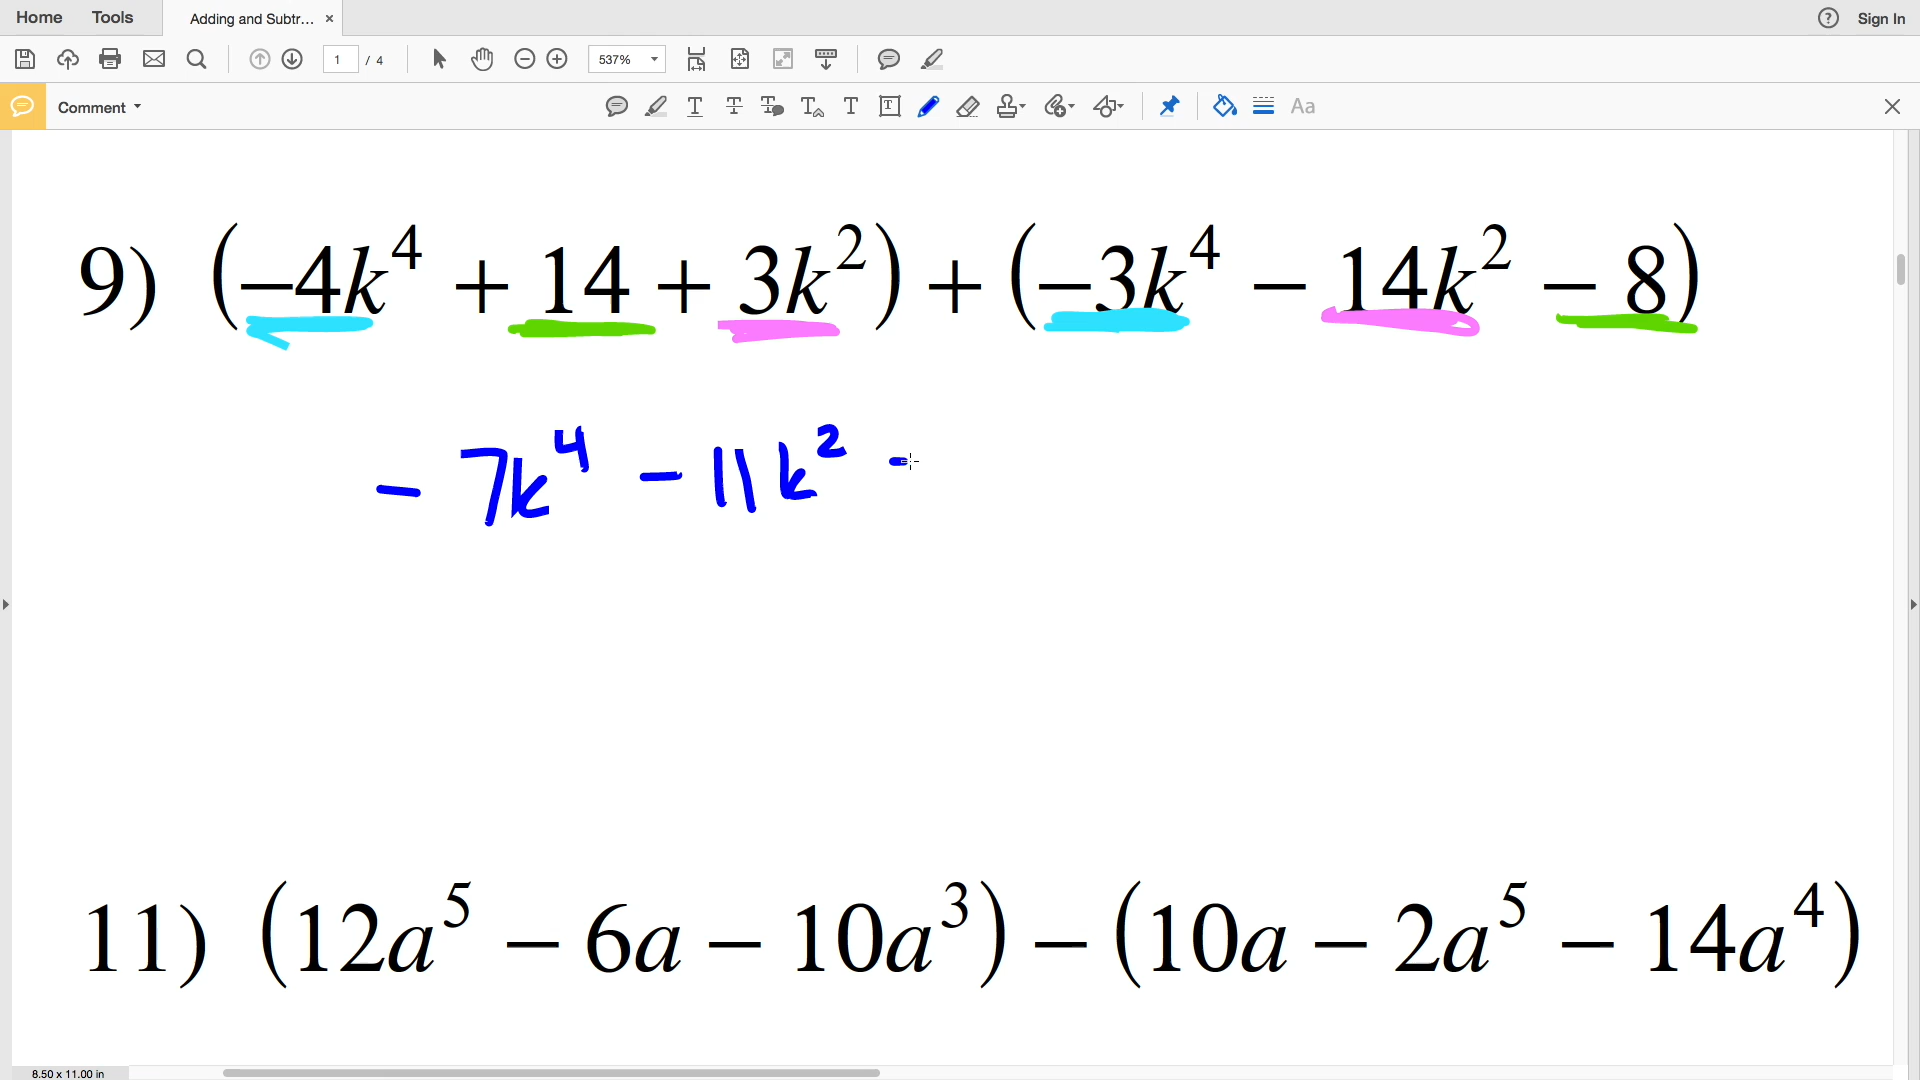 Home Tools Adding and Subtr... × ? Sign In
1 / 4 537%
Comment T T T T T T Aa
9) (−4k⁴ + 14 + 3k²) + (−3k⁴ − 14k² − 8)
− 7k⁴ − 11k² -
11) (12a⁵ − 6a − 10a³) − (10a − 2a⁵ − 14a⁴)
8.50 x 11.00 in